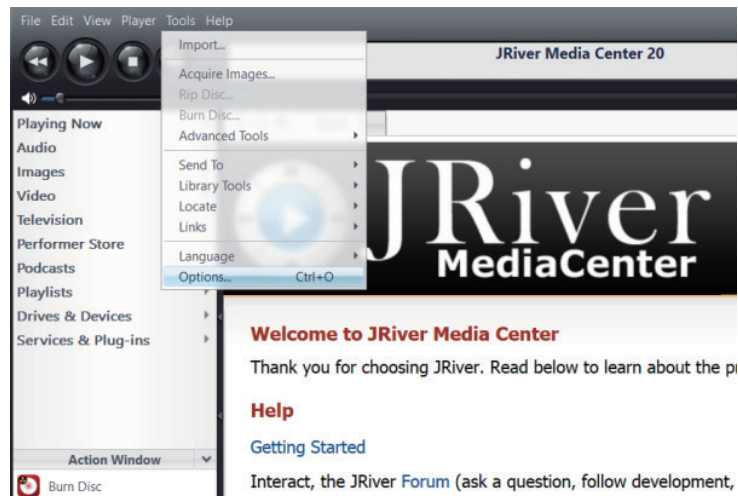 File Edit View Player Tools Help
JRiver Media Center 20
Import...
Acquire Images...
Rip Disc...
Burn Disc...
Advanced Tools
Send To
Library Tools
Locate
Links
Language
Options... Ctrl+O
Playing Now
Audio
Images
Video
Television
Performer Store
Podcasts
Playlists
Drives & Devices
Services & Plug-ins
Action Window
Burn Disc
JRiver
MediaCenter
Welcome to JRiver Media Center
Thank you for choosing JRiver. Read below to learn about the
Help
Getting Started
Interact, the JRiver Forum (ask a question, follow development,